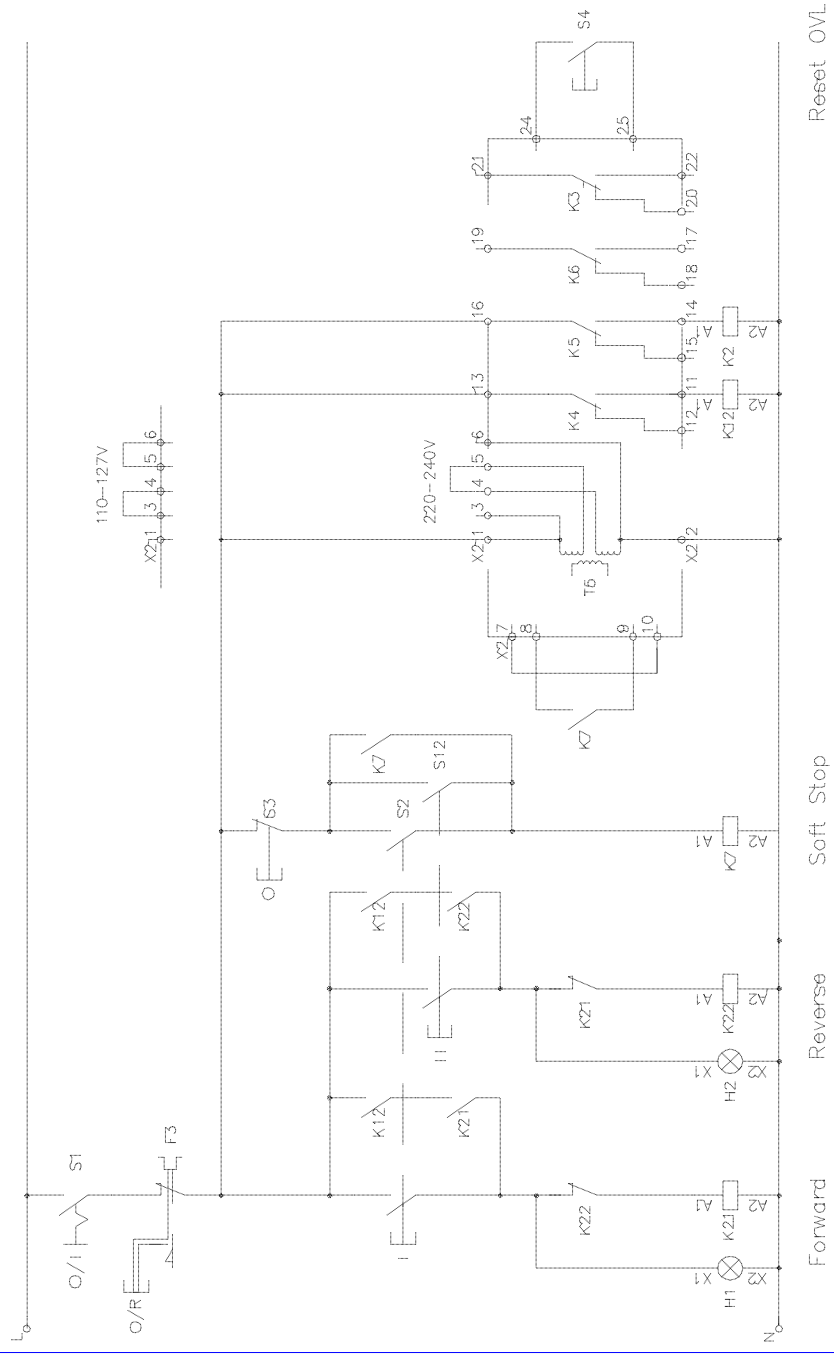 L
S1
O/I
O/R
F3
S3
O
K12
K21
I
K22
H1
X1
X2
K21
A1
A2
K12
K22
II
K21
H2
X1
X2
K22
A1
A2
K7
S12
S2
K7
A1
A2
110-127V
X2:1
3
4
5
6
220-240V
X2:1
3
4
5
6
13
16
19
21
24
S4
T5
X2:7
8
9
10
K7
K4
K5
K6
K3
X2:2
12
11
15
14
18
17
20
22
25
K12
A1
A2
K2
A1
A2
N
Forward
Reverse
Soft Stop
Reset OVL